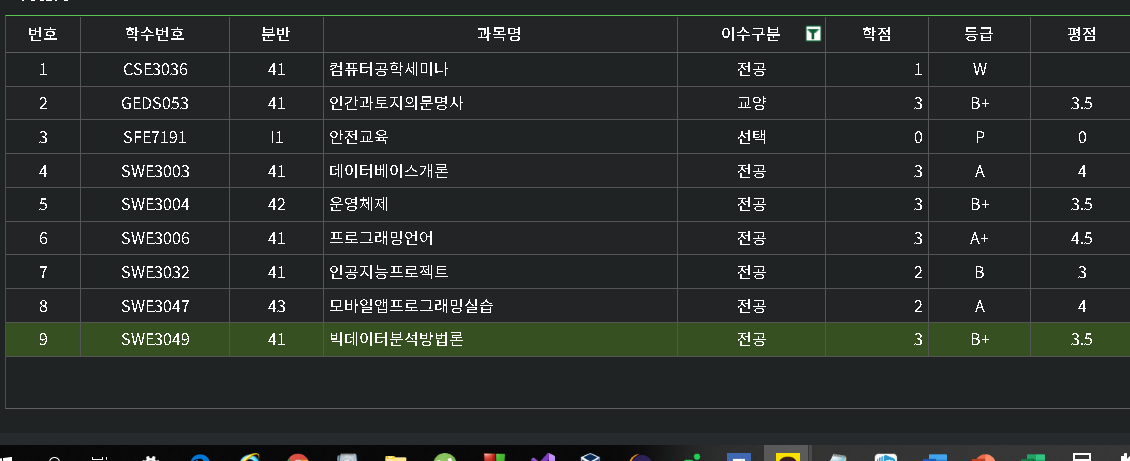 번호 학수번호 분반 과목명 이수구분 학점 등급 평점
1 CSE3036 41 컴퓨터공학세미나 전공 1 W
2 GEDS053 41 인간과토지의문명사 교양 3 B+ 3.5
3 SFE7191 I1 안전교육 선택 0 P 0
4 SWE3003 41 데이터베이스개론 전공 3 A 4
5 SWE3004 42 운영체제 전공 3 B+ 3.5
6 SWE3006 41 프로그래밍언어 전공 3 A+ 4.5
7 SWE3032 41 인공지능프로젝트 전공 2 B 3
8 SWE3047 43 모바일앱프로그래밍실습 전공 2 A 4
9 SWE3049 41 빅데이터분석방법론 전공 3 B+ 3.5